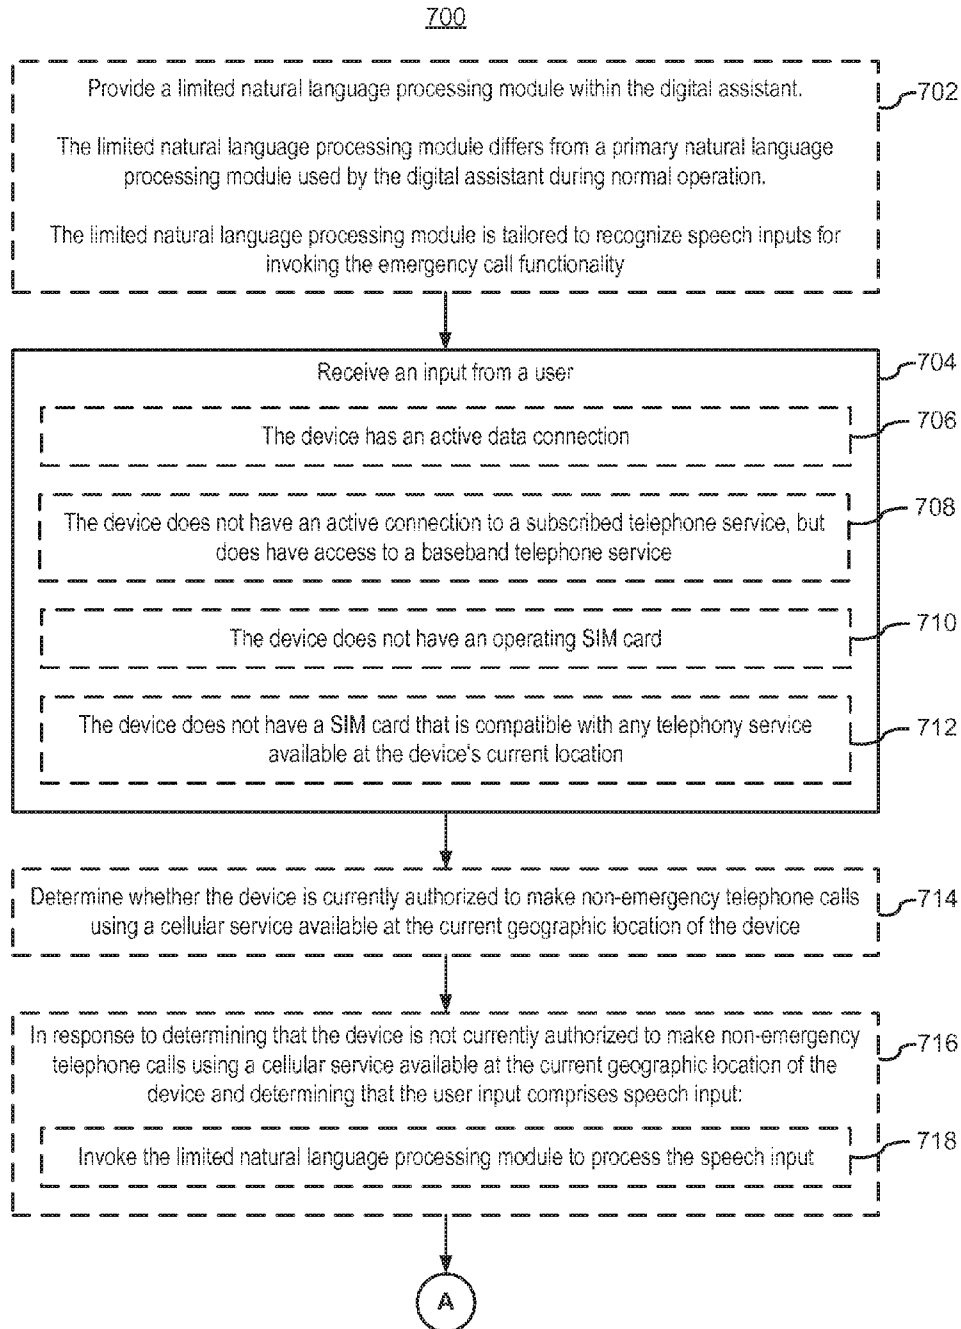 700
Provide a limited natural language processing module within the digital assistant.
702
The limited natural language processing module differs from a primary natural language
processing module used by the digital assistant during normal operation.
The limited natural language processing module is tailored to recognize speech inputs for
invoking the emergency call functionality
Receive an input from a user
704
The device has an active data connection
706
The device does not have an active connection to a subscribed telephone service, but
does have access to a baseband telephone service
708
The device does not have an operating SIM card
710
The device does not have a SIM card that is compatible with any telephony service
available at the device's current location
712
Determine whether the device is currently authorized to make non-emergency telephone calls
using a cellular service available at the current geographic location of the device
714
In response to determining that the device is not currently authorized to make non-emergency
telephone calls using a cellular service available at the current geographic location of the
device and determining that the user input comprises speech input:
716
Invoke the limited natural language processing module to process the speech input
718
A